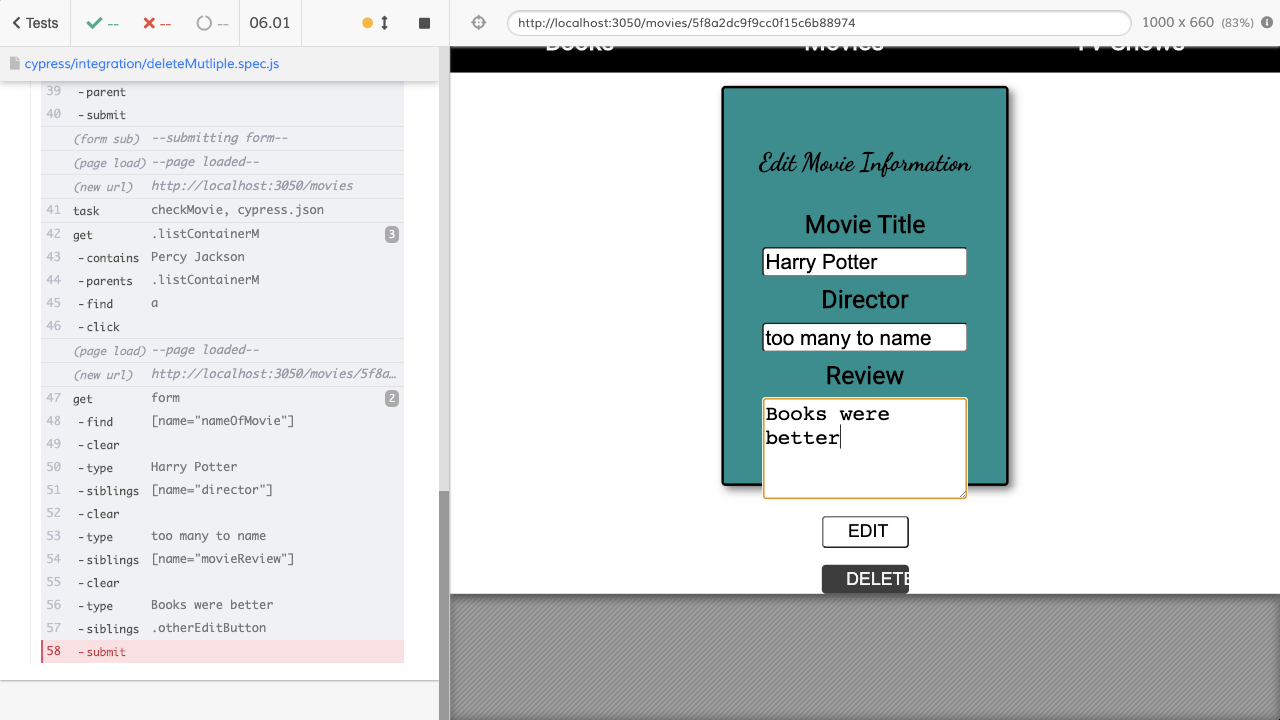 Tests
--
--
--
06.01
http://localhost:3050/movies/5f8a2dc9f9cc0f15c6b88974
1000 x 660 (83%)
cypress/integration/deleteMutliple.spec.js
39 - parent
40 - submit
(form sub) --submitting form--
(page load) --page loaded--
(new url) http://localhost:3050/movies
41 task checkMovie, cypress.json
42 get .listContainerM 3
43 - contains Percy Jackson
44 - parents .listContainerM
45 - find a
46 - click
(page load) --page loaded--
(new url) http://localhost:3050/movies/5f8a…
47 get form 2
48 - find [name="nameOfMovie"]
49 - clear
50 - type Harry Potter
51 - siblings [name="director"]
52 - clear
53 - type too many to name
54 - siblings [name="movieReview"]
55 - clear
56 - type Books were better
57 - siblings .otherEditButton
58 - submit
Books Movies TV Shows
Edit Movie Information
Movie Title
Harry Potter
Director
too many to name
Review
Books were
better
EDIT
DELETE